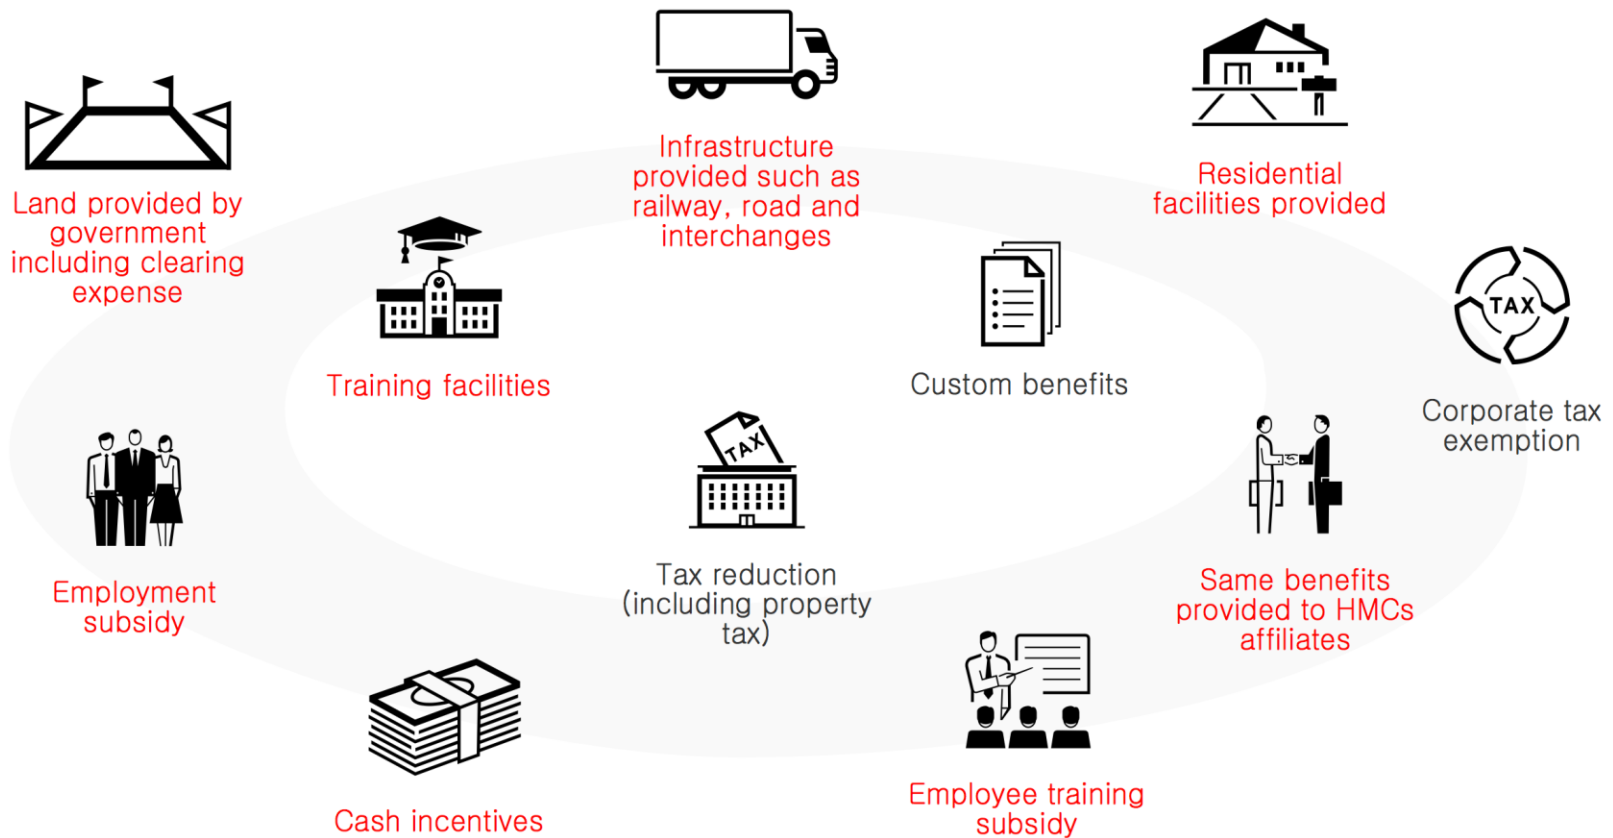 Infrastructure
provided such as
railway, road and
interchanges
Residential
facilities provided
Land provided by
government
including clearing
expense
TAX
Training facilities
Custom benefits
Corporate tax
exemption
TAX
Employment
subsidy
Tax reduction
(including property
tax)
Same benefits
provided to HMCs
affiliates
Cash incentives
Employee training
subsidy